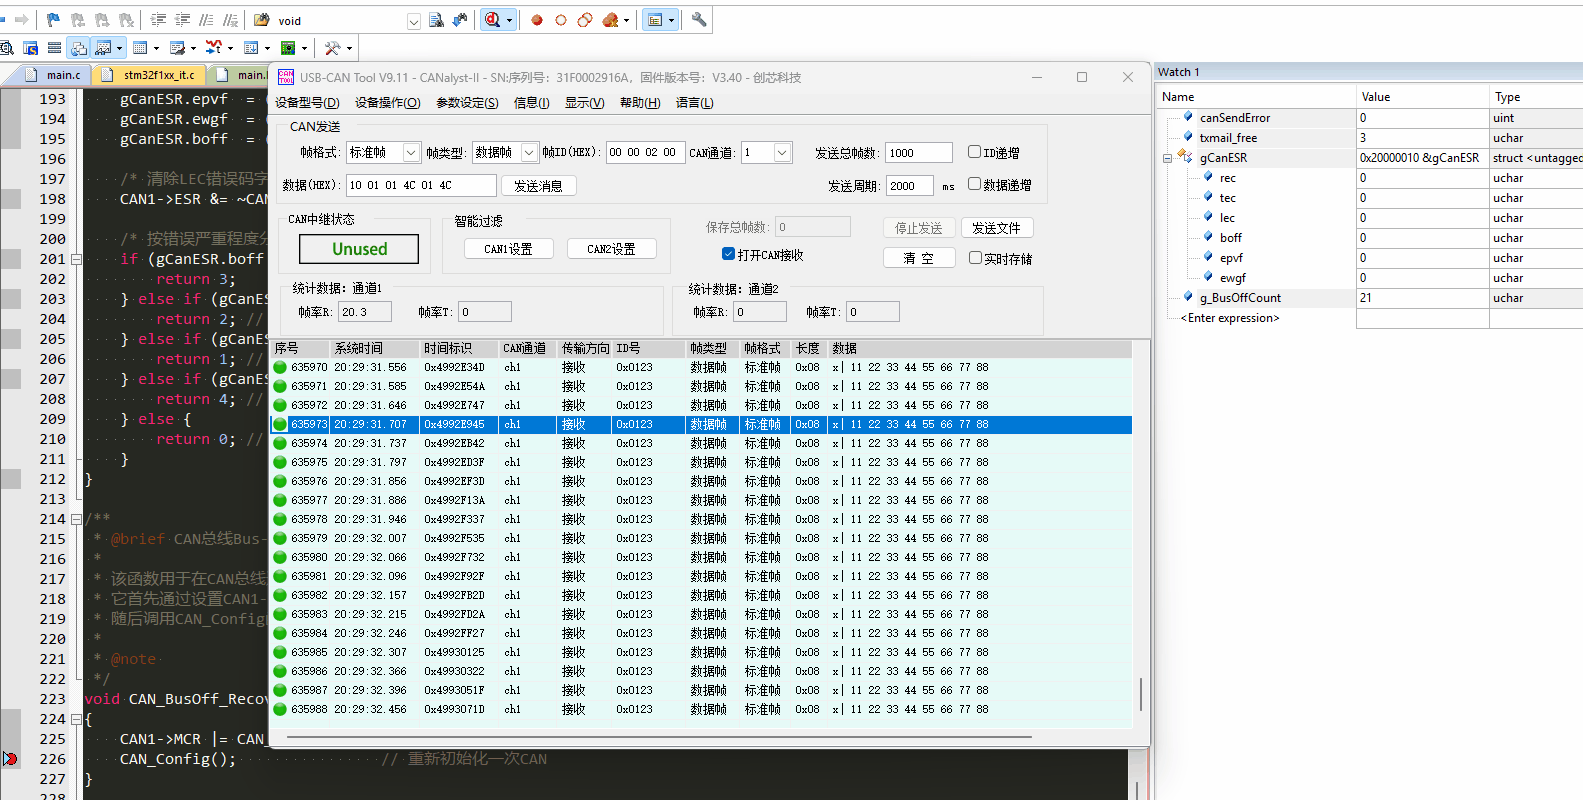 void
main.c
stm32f1xx_it.c
main.
USB-CAN Tool V9.11 - CANalyst-II - SN:序列号: 31F0002916A, 固件版本号: V3.40 - 创芯科技
设备型号(D) 设备操作(O) 参数设定(S) 信息(I) 显示(V) 帮助(H) 语言(L)
CAN发送
帧格式: 标准帧 帧类型: 数据帧 帧ID(HEX): 00 00 02 00 CAN通道: 1 发送总帧数: 1000 ID递增
数据(HEX): 10 01 01 4C 01 4C 发送消息 发送周期: 2000 ms 数据递增
CAN中继状态 智能过滤
Unused CAN1设置 CAN2设置
保存总帧数: 0 停止发送 发送文件
打开CAN接收 清 空 实时存储
统计数据: 通道1 统计数据: 通道2
帧率R: 20.3 帧率T: 0 帧率R: 0 帧率T: 0
序号 系统时间 时间标识 CAN通道 传输方向 ID号 帧类型 帧格式 长度 数据
635970 20:29:31.556 0x4992E34D ch1 接收 0x0123 数据帧 标准帧 0x08 x| 11 22 33 44 55 66 77 88
635971 20:29:31.585 0x4992E54A ch1 接收 0x0123 数据帧 标准帧 0x08 x| 11 22 33 44 55 66 77 88
635972 20:29:31.646 0x4992E747 ch1 接收 0x0123 数据帧 标准帧 0x08 x| 11 22 33 44 55 66 77 88
635973 20:29:31.707 0x4992E945 ch1 接收 0x0123 数据帧 标准帧 0x08 x| 11 22 33 44 55 66 77 88
635974 20:29:31.737 0x4992EB42 ch1 接收 0x0123 数据帧 标准帧 0x08 x| 11 22 33 44 55 66 77 88
635975 20:29:31.797 0x4992ED3F ch1 接收 0x0123 数据帧 标准帧 0x08 x| 11 22 33 44 55 66 77 88
635976 20:29:31.856 0x4992EF3D ch1 接收 0x0123 数据帧 标准帧 0x08 x| 11 22 33 44 55 66 77 88
635977 20:29:31.886 0x4992F13A ch1 接收 0x0123 数据帧 标准帧 0x08 x| 11 22 33 44 55 66 77 88
635978 20:29:31.946 0x4992F337 ch1 接收 0x0123 数据帧 标准帧 0x08 x| 11 22 33 44 55 66 77 88
635979 20:29:32.007 0x4992F535 ch1 接收 0x0123 数据帧 标准帧 0x08 x| 11 22 33 44 55 66 77 88
635980 20:29:32.066 0x4992F732 ch1 接收 0x0123 数据帧 标准帧 0x08 x| 11 22 33 44 55 66 77 88
635981 20:29:32.096 0x4992F92F ch1 接收 0x0123 数据帧 标准帧 0x08 x| 11 22 33 44 55 66 77 88
635982 20:29:32.157 0x4992FB2D ch1 接收 0x0123 数据帧 标准帧 0x08 x| 11 22 33 44 55 66 77 88
635983 20:29:32.215 0x4992FD2A ch1 接收 0x0123 数据帧 标准帧 0x08 x| 11 22 33 44 55 66 77 88
635984 20:29:32.246 0x4992FF27 ch1 接收 0x0123 数据帧 标准帧 0x08 x| 11 22 33 44 55 66 77 88
635985 20:29:32.307 0x49930125 ch1 接收 0x0123 数据帧 标准帧 0x08 x| 11 22 33 44 55 66 77 88
635986 20:29:32.366 0x49930322 ch1 接收 0x0123 数据帧 标准帧 0x08 x| 11 22 33 44 55 66 77 88
635987 20:29:32.396 0x4993051F ch1 接收 0x0123 数据帧 标准帧 0x08 x| 11 22 33 44 55 66 77 88
635988 20:29:32.456 0x4993071D ch1 接收 0x0123 数据帧 标准帧 0x08 x| 11 22 33 44 55 66 77 88
193 gCanESR.epvf = (
194 gCanESR.ewgf = (
195 gCanESR.boff = (
196
197 /* 清除LEC错误码字
198 CAN1->ESR &= ~CAN
199
200 /* 按错误严重程度分
201 if (gCanESR.boff
202 return 3;
203 } else if (gCanES
204 return 2; //
205 } else if (gCanES
206 return 1; //
207 } else if (gCanES
208 return 4; //
209 } else {
210 return 0; //
211 }
212 }
213
214 /**
215 * @brief CAN总线Bus-
216 *
217 * 该函数用于在CAN总线
218 * 它首先通过设置CAN1-
219 * 随后调用CAN_Config
220 *
221 * @note
222 */
223 void CAN_BusOff_Reco
224 {
225 CAN1->MCR |= CAN_
226 CAN_Config(); // 重新初始化一次CAN
227 }
228
Watch 1
Name Value Type
canSendError 0 uint
txmail_free 3 uchar
gCanESR 0x20000010 &gCanESR struct <untagged
rec 0 uchar
tec 0 uchar
lec 0 uchar
boff 0 uchar
epvf 0 uchar
ewgf 0 uchar
g_BusOffCount 21 uchar
<Enter expression>